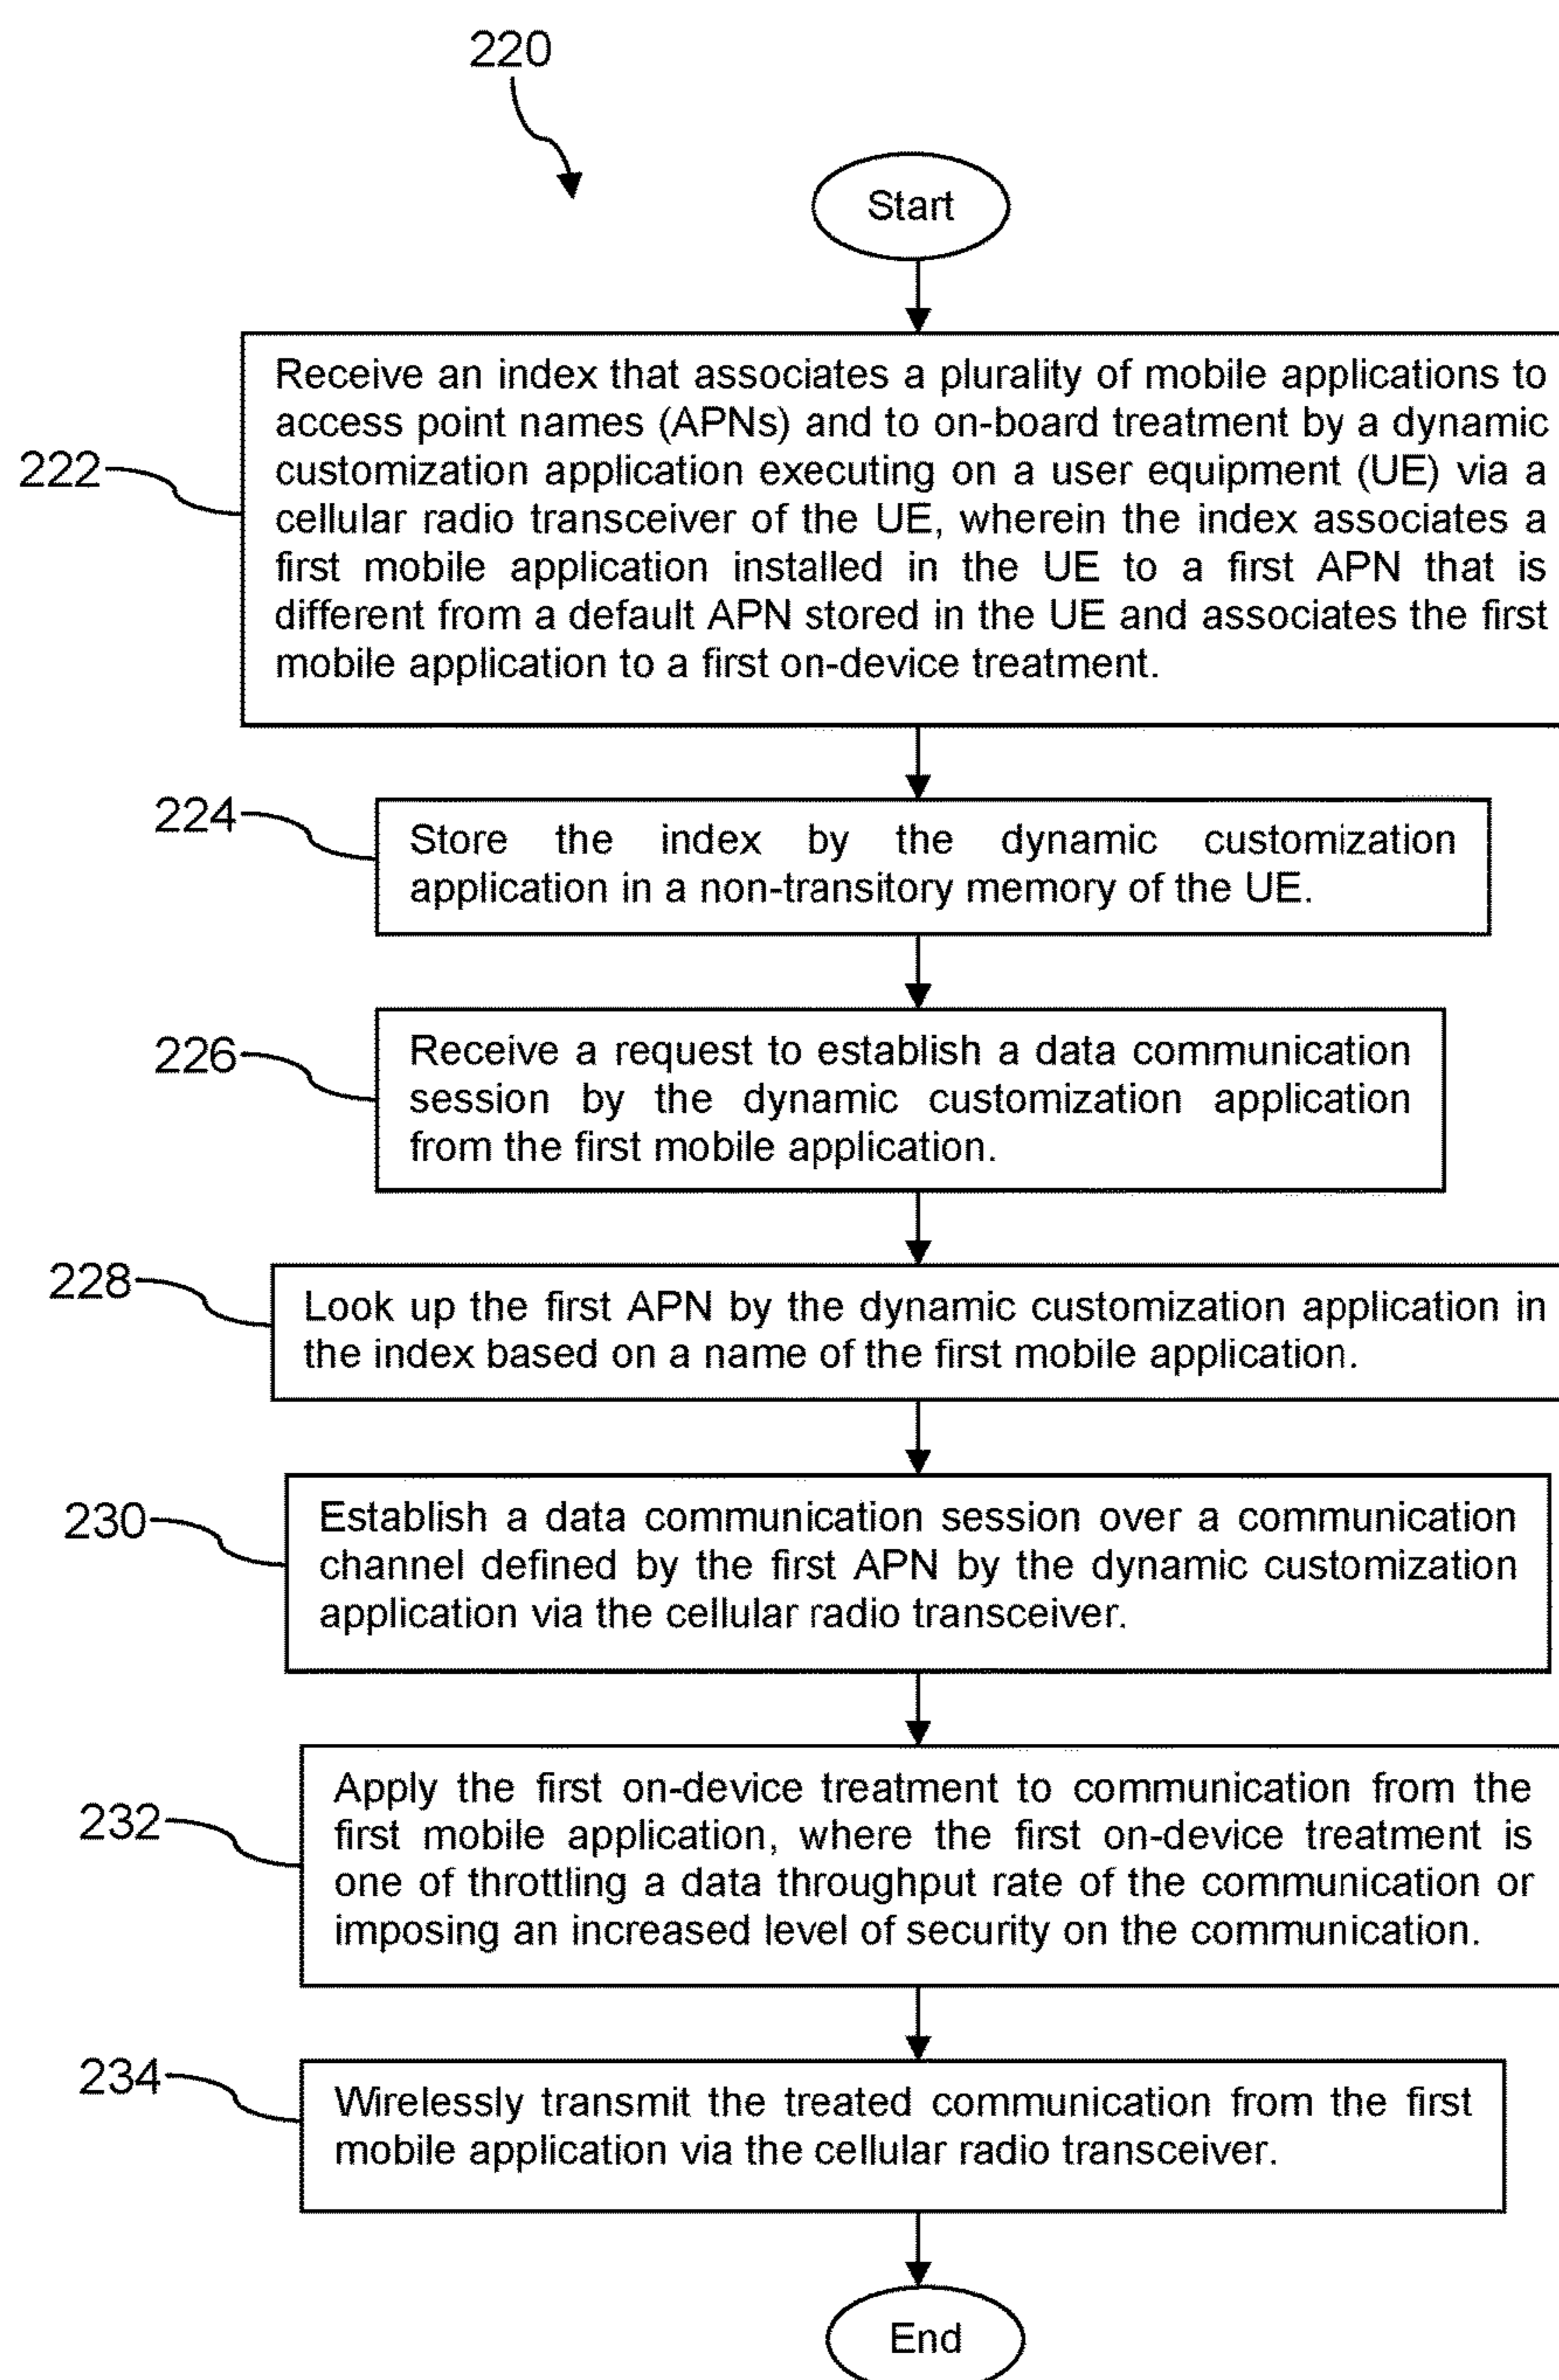 220
Start
222
Receive an index that associates a plurality of mobile applications to
access point names (APNs) and to on-board treatment by a dynamic
customization application executing on a user equipment (UE) via a
cellular radio transceiver of the UE, wherein the index associates a
first mobile application installed in the UE to a first APN that is
different from a default APN stored in the UE and associates the first
mobile application to a first on-device treatment.
224
Store the index by the dynamic customization
application in a non-transitory memory of the UE.
226
Receive a request to establish a data communication
session by the dynamic customization application
from the first mobile application.
228
Look up the first APN by the dynamic customization application in
the index based on a name of the first mobile application.
230
Establish a data communication session over a communication
channel defined by the first APN by the dynamic customization
application via the cellular radio transceiver.
232
Apply the first on-device treatment to communication from the
first mobile application, where the first on-device treatment is
one of throttling a data throughput rate of the communication or
imposing an increased level of security on the communication.
234
Wirelessly transmit the treated communication from the first
mobile application via the cellular radio transceiver.
End